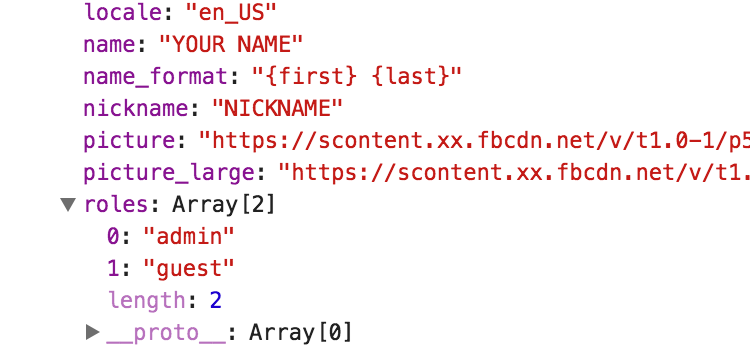 locale: "en_US"
name: "YOUR NAME"
name_format: "{first} {last}"
nickname: "NICKNAME"
picture: "https://scontent.xx.fbcdn.net/v/t1.0-1/p5
picture_large: "https://scontent.xx.fbcdn.net/v/t1.
▼ roles: Array[2]
0: "admin"
1: "guest"
length: 2
▶ __proto__: Array[0]